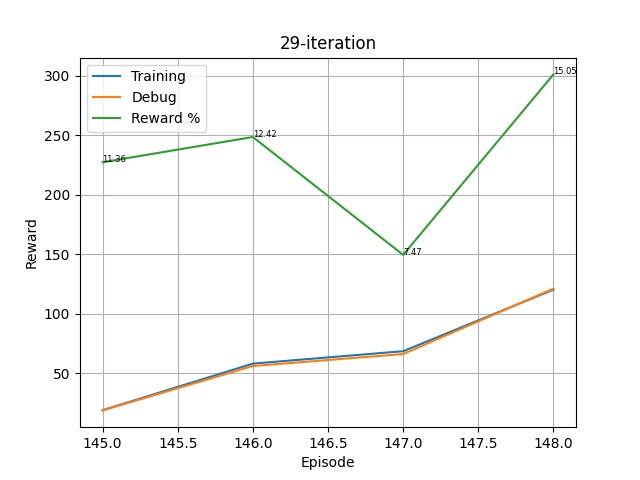 29-iteration
Training
Debug
Reward %
300
250
200
150
100
50
Reward
11.36
12.42
7.47
15.05
145.0 145.5 146.0 146.5 147.0 147.5 148.0
Episode